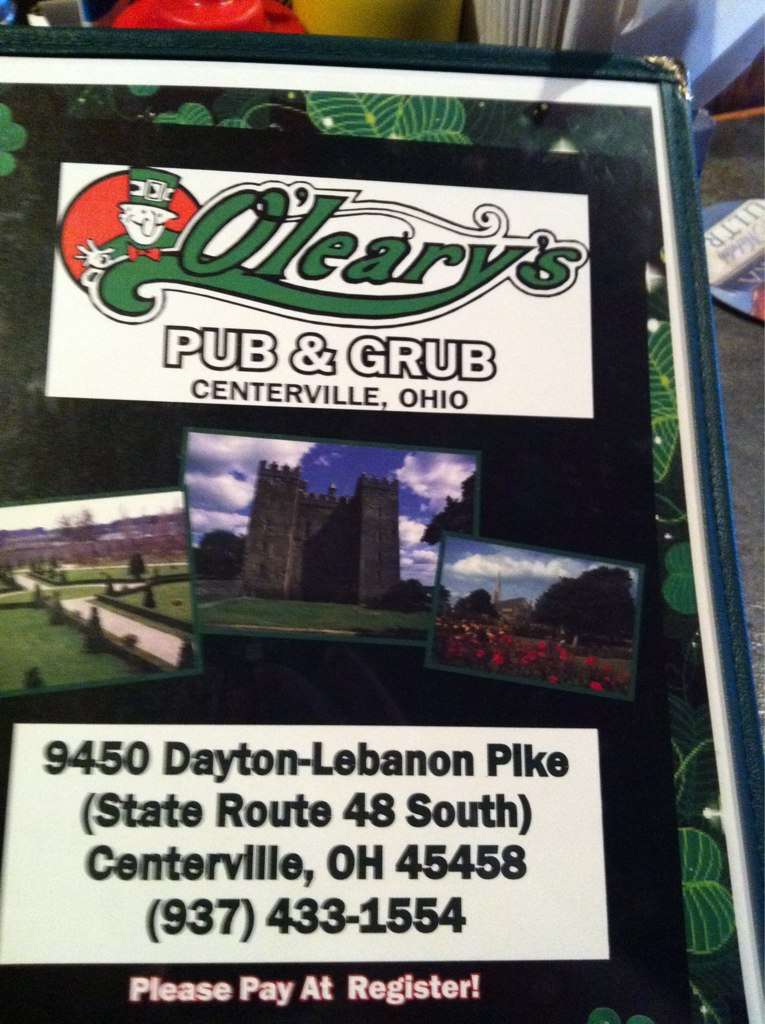 O'leary's
PUB & GRUB
CENTERVILLE, OHIO
9450 Dayton-Lebanon Pike
(State Route 48 South)
Centerville, OH 45458
(937) 433-1554
Please Pay At Register!
ULTR